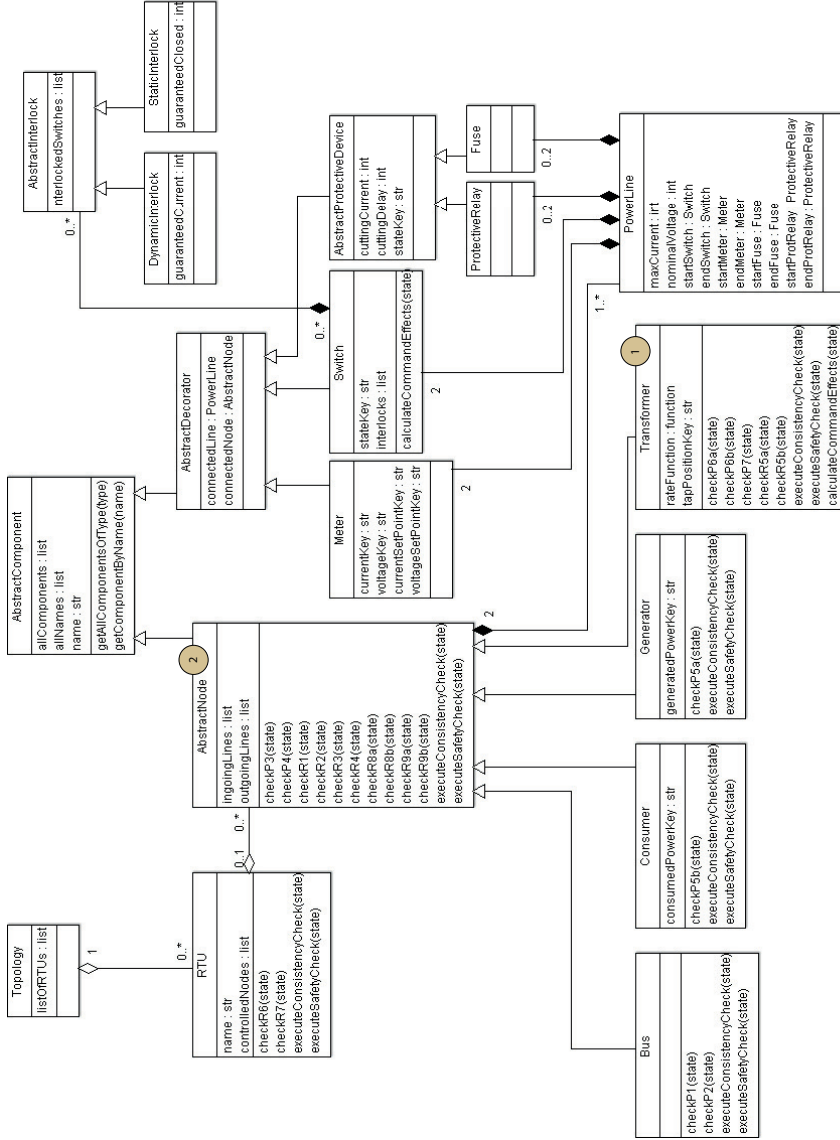 Topology
listOfRTUs : list
1
0..*
RTU
name : str
controlledNodes : list
checkR6(state)
checkR7(state)
executeConsistencyCheck(state)
executeSafetyCheck(state)
0..1
0..*
AbstractComponent
allComponents : list
allNames : list
name : str
getAllComponentsOfType(type)
getComponentByName(name)
2
AbstractNode
ingoingLines : list
outgoingLines : list
checkP3(state)
checkP4(state)
checkR1(state)
checkR2(state)
checkR3(state)
checkR4(state)
checkR8a(state)
checkR8b(state)
checkR9a(state)
checkR9b(state)
executeConsistencyCheck(state)
executeSafetyCheck(state)
2
1..*
AbstractDecorator
connectedLine : PowerLine
connectedNode : AbstractNode
AbstractInterlock
nterlockedSwitches : list
0..*
DynamicInterlock
guaranteedCurrent : int
StaticInterlock
guaranteedClosed : int
Meter
currentKey : str
voltageKey : str
currentSetPointKey : str
voltageSetPointKey : str
2
0..*
Switch
stateKey : str
interlocks : list
calculateCommandEffects(state)
2
AbstractProtectiveDevice
cuttingCurrent : int
cuttingDelay : int
stateKey : str
ProtectiveRelay
0..2
Fuse
0..2
Bus
checkP1(state)
checkP2(state)
executeConsistencyCheck(state)
executeSafetyCheck(state)
Consumer
consumedPowerKey : str
checkP5b(state)
executeConsistencyCheck(state)
executeSafetyCheck(state)
Generator
generatedPowerKey : str
checkP5a(state)
executeConsistencyCheck(state)
executeSafetyCheck(state)
1
Transformer
rateFunction : function
tapPositionKey : str
checkP6a(state)
checkP6b(state)
checkP7(state)
checkR5a(state)
checkR5b(state)
executeConsistencyCheck(state)
executeSafetyCheck(state)
calculateCommandEffects(state)
PowerLine
maxCurrent : int
nominalVoltage : int
startSwitch : Switch
endSwitch : Switch
startMeter : Meter
endMeter : Meter
startFuse : Fuse
endFuse : Fuse
startProtRelay ProtectiveRelay
endProtRelay : ProtectiveRelay